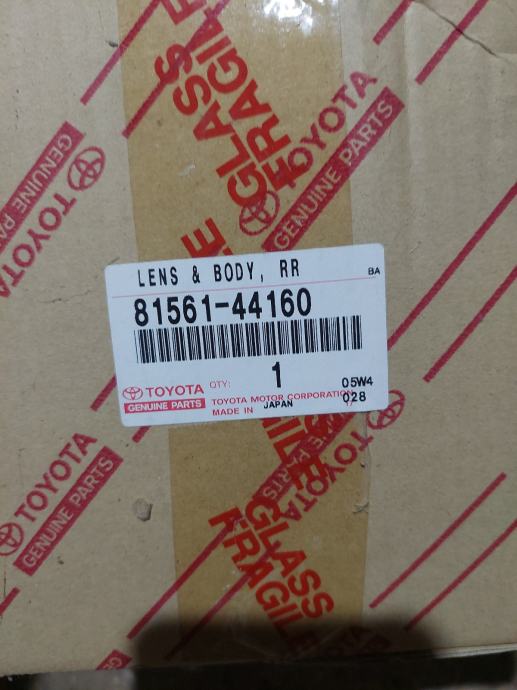 GLASS
FRAGILE
TOYOTA
GENUINE PARTS
GENUINE
TOYOTA
LENS & BODY, RR
BA
81561-44160
TOYOTA
GENUINE PARTS
QTY:
1
05W4
TOYOTA MOTOR CORPORATION
028
MADE IN JAPAN
TOYOTA
GENUINE PARTS
GLASS
FRAGILE